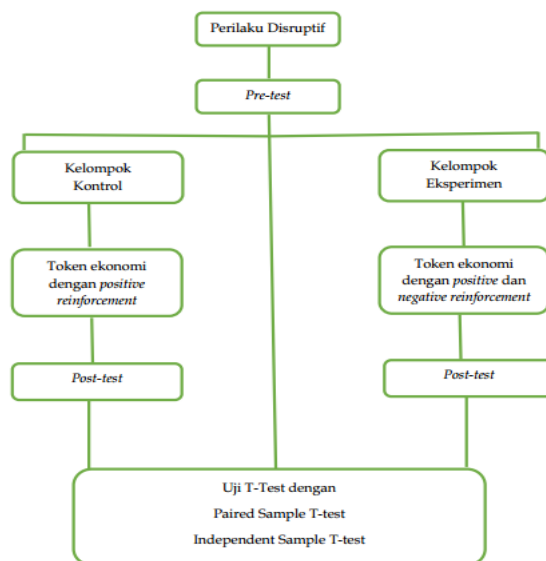 Perilaku Disruptif
Pre-test
Kelompok
Kontrol
Kelompok
Eksperimen
Token ekonomi
dengan positive
reinforcement
Token ekonomi
dengan positive dan
negative reinforcement
Post-test
Post-test
Uji T-Test dengan
Paired Sample T-test
Independent Sample T-test